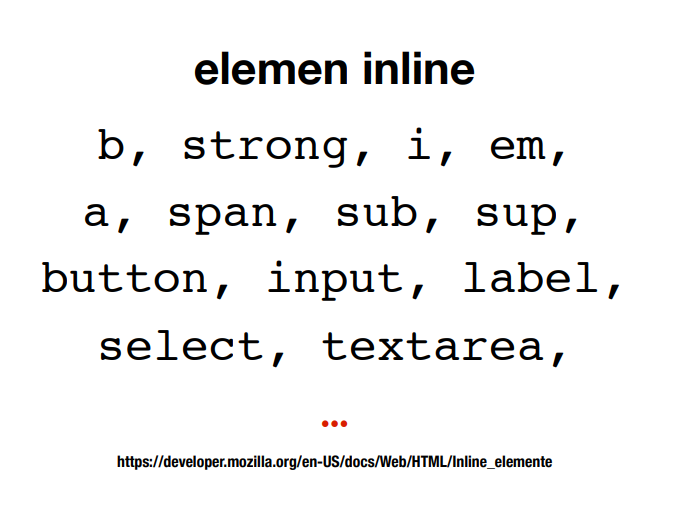 elemen inline
b, strong, i, em,
a, span, sub, sup,
button, input, label,
select, textarea,
...
https://developer.mozilla.org/en-US/docs/Web/HTML/Inline_elemente